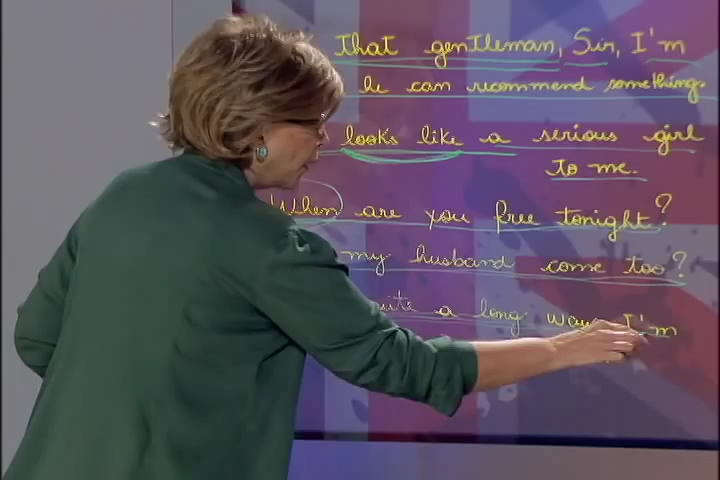 That gentleman, Sir, I'm
he can recommend something.
looks like a serious girl
to me.
When are you free tonight?
my husband come too?
a long way I'm